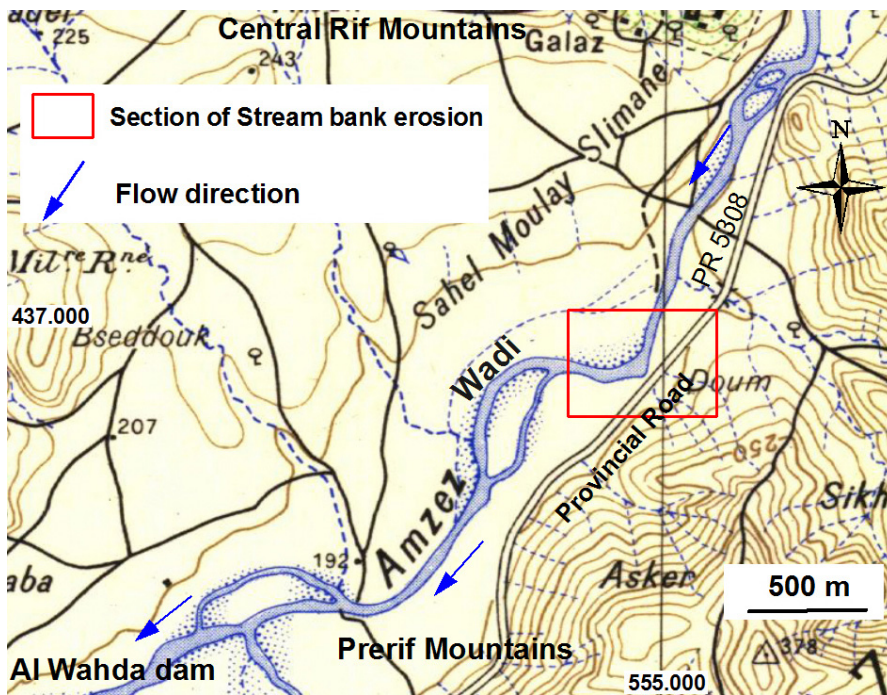 Central Rif Mountains
225
243
Galaz
Section of Stream bank erosion
Flow direction
N
Sahel Moulay Slimane
PR 5308
Mil.re R.ne
437.000
Bseddouk
Wadi
Doum
207
Provincial Road
250
Amzez
192
Asker
500 m
Prerif Mountains
378
Al Wahda dam
555.000